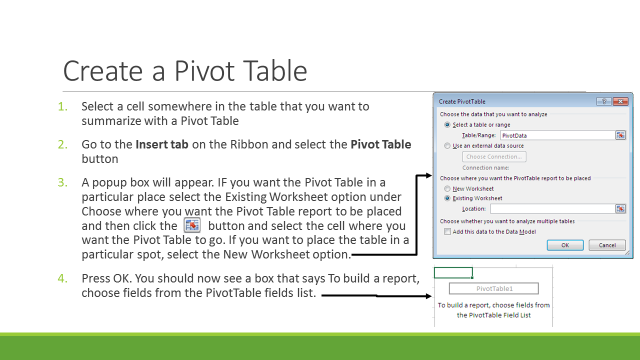 Create a Pivot Table
1. Select a cell somewhere in the table that you want to
summarize with a Pivot Table
2. Go to the Insert tab on the Ribbon and select the Pivot Table
button
3. A popup box will appear. IF you want the Pivot Table in a
particular place select the Existing Worksheet option under
Choose where you want the Pivot Table report to be placed
and then click the button and select the cell where you
want the Pivot Table to go. If you want to place the table in a
particular spot, select the New Worksheet option.
4. Press OK. You should now see a box that says To build a report,
choose fields from the PivotTable fields list.
Create PivotTable
Choose the data that you want to analyze
Select a table or range
Table/Range: PivotData
Use an external data source
Choose Connection...
Connection name:
Choose where you want the PivotTable report to be placed
New Worksheet
Existing Worksheet
Location:
Choose whether you want to analyze multiple tables
Add this data to the Data Model
OK Cancel
PivotTable1
To build a report, choose fields from
the PivotTable Field List